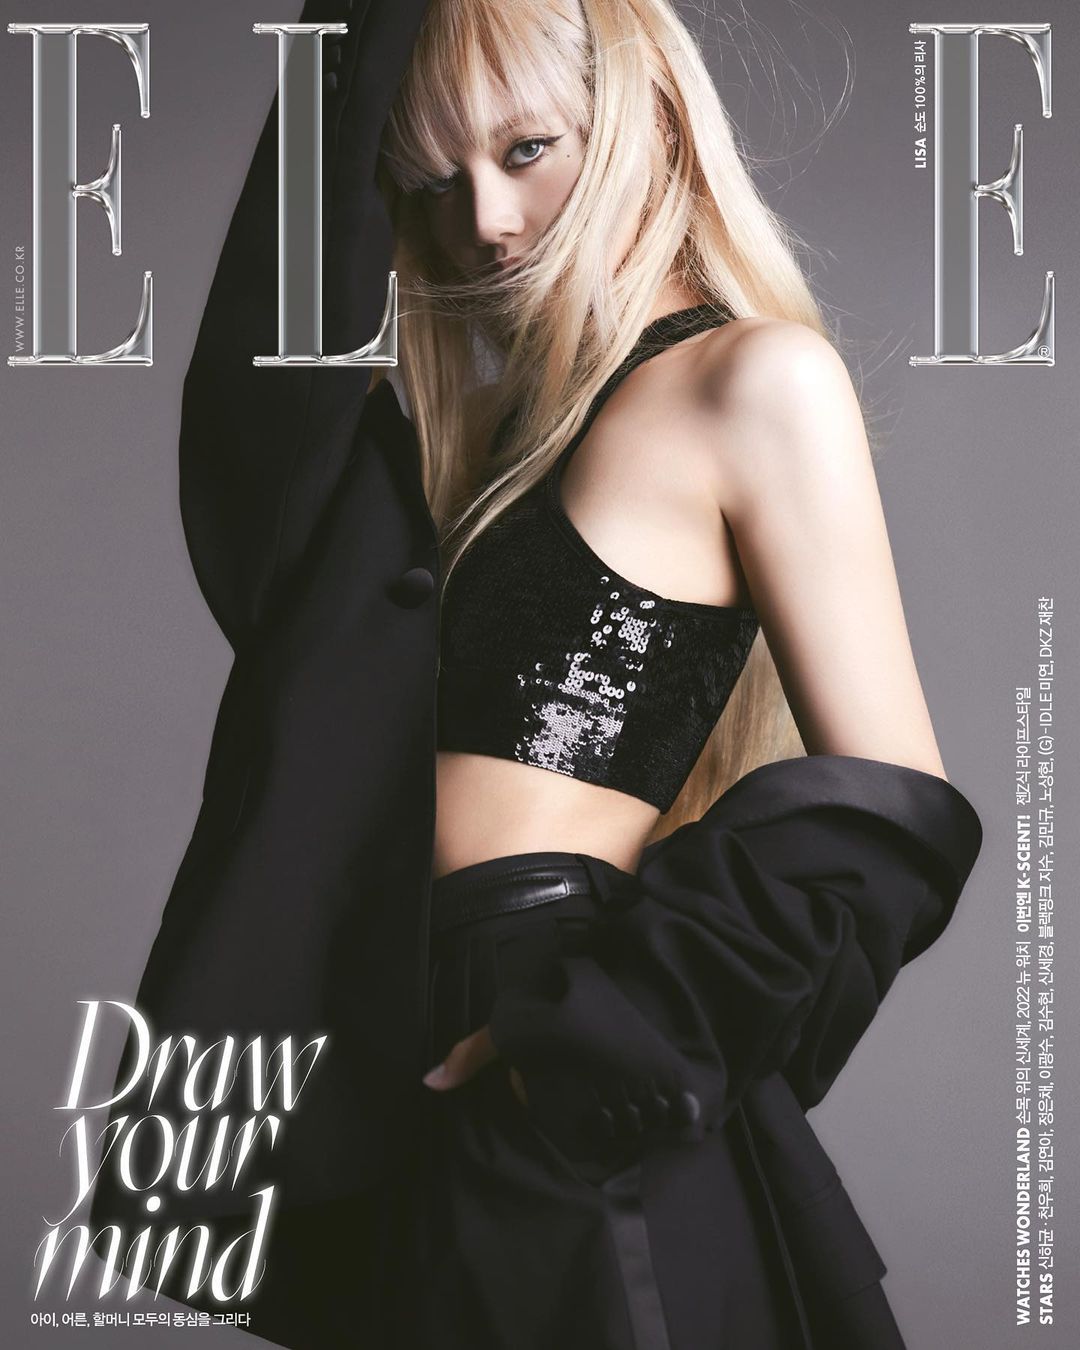 ELLE
®
WWW.ELLE.CO.KR
LISA 순도 100%의 리사
Draw
your
mind
아이, 어른, 할머니 모두의 동심을 그리다
WATCHES WONDERLAND 손목 위의 신세계, 2022 뉴 워치 이번엔 K-SCENT! 젠Z식 라이프스타일
STARS 신하균·천우희, 김연아, 정은채, 이광수, 김수현, 신세경, 블랙핑크 지수, 김민규, 노상현, (G)-IDLE 미연, DKZ 재찬